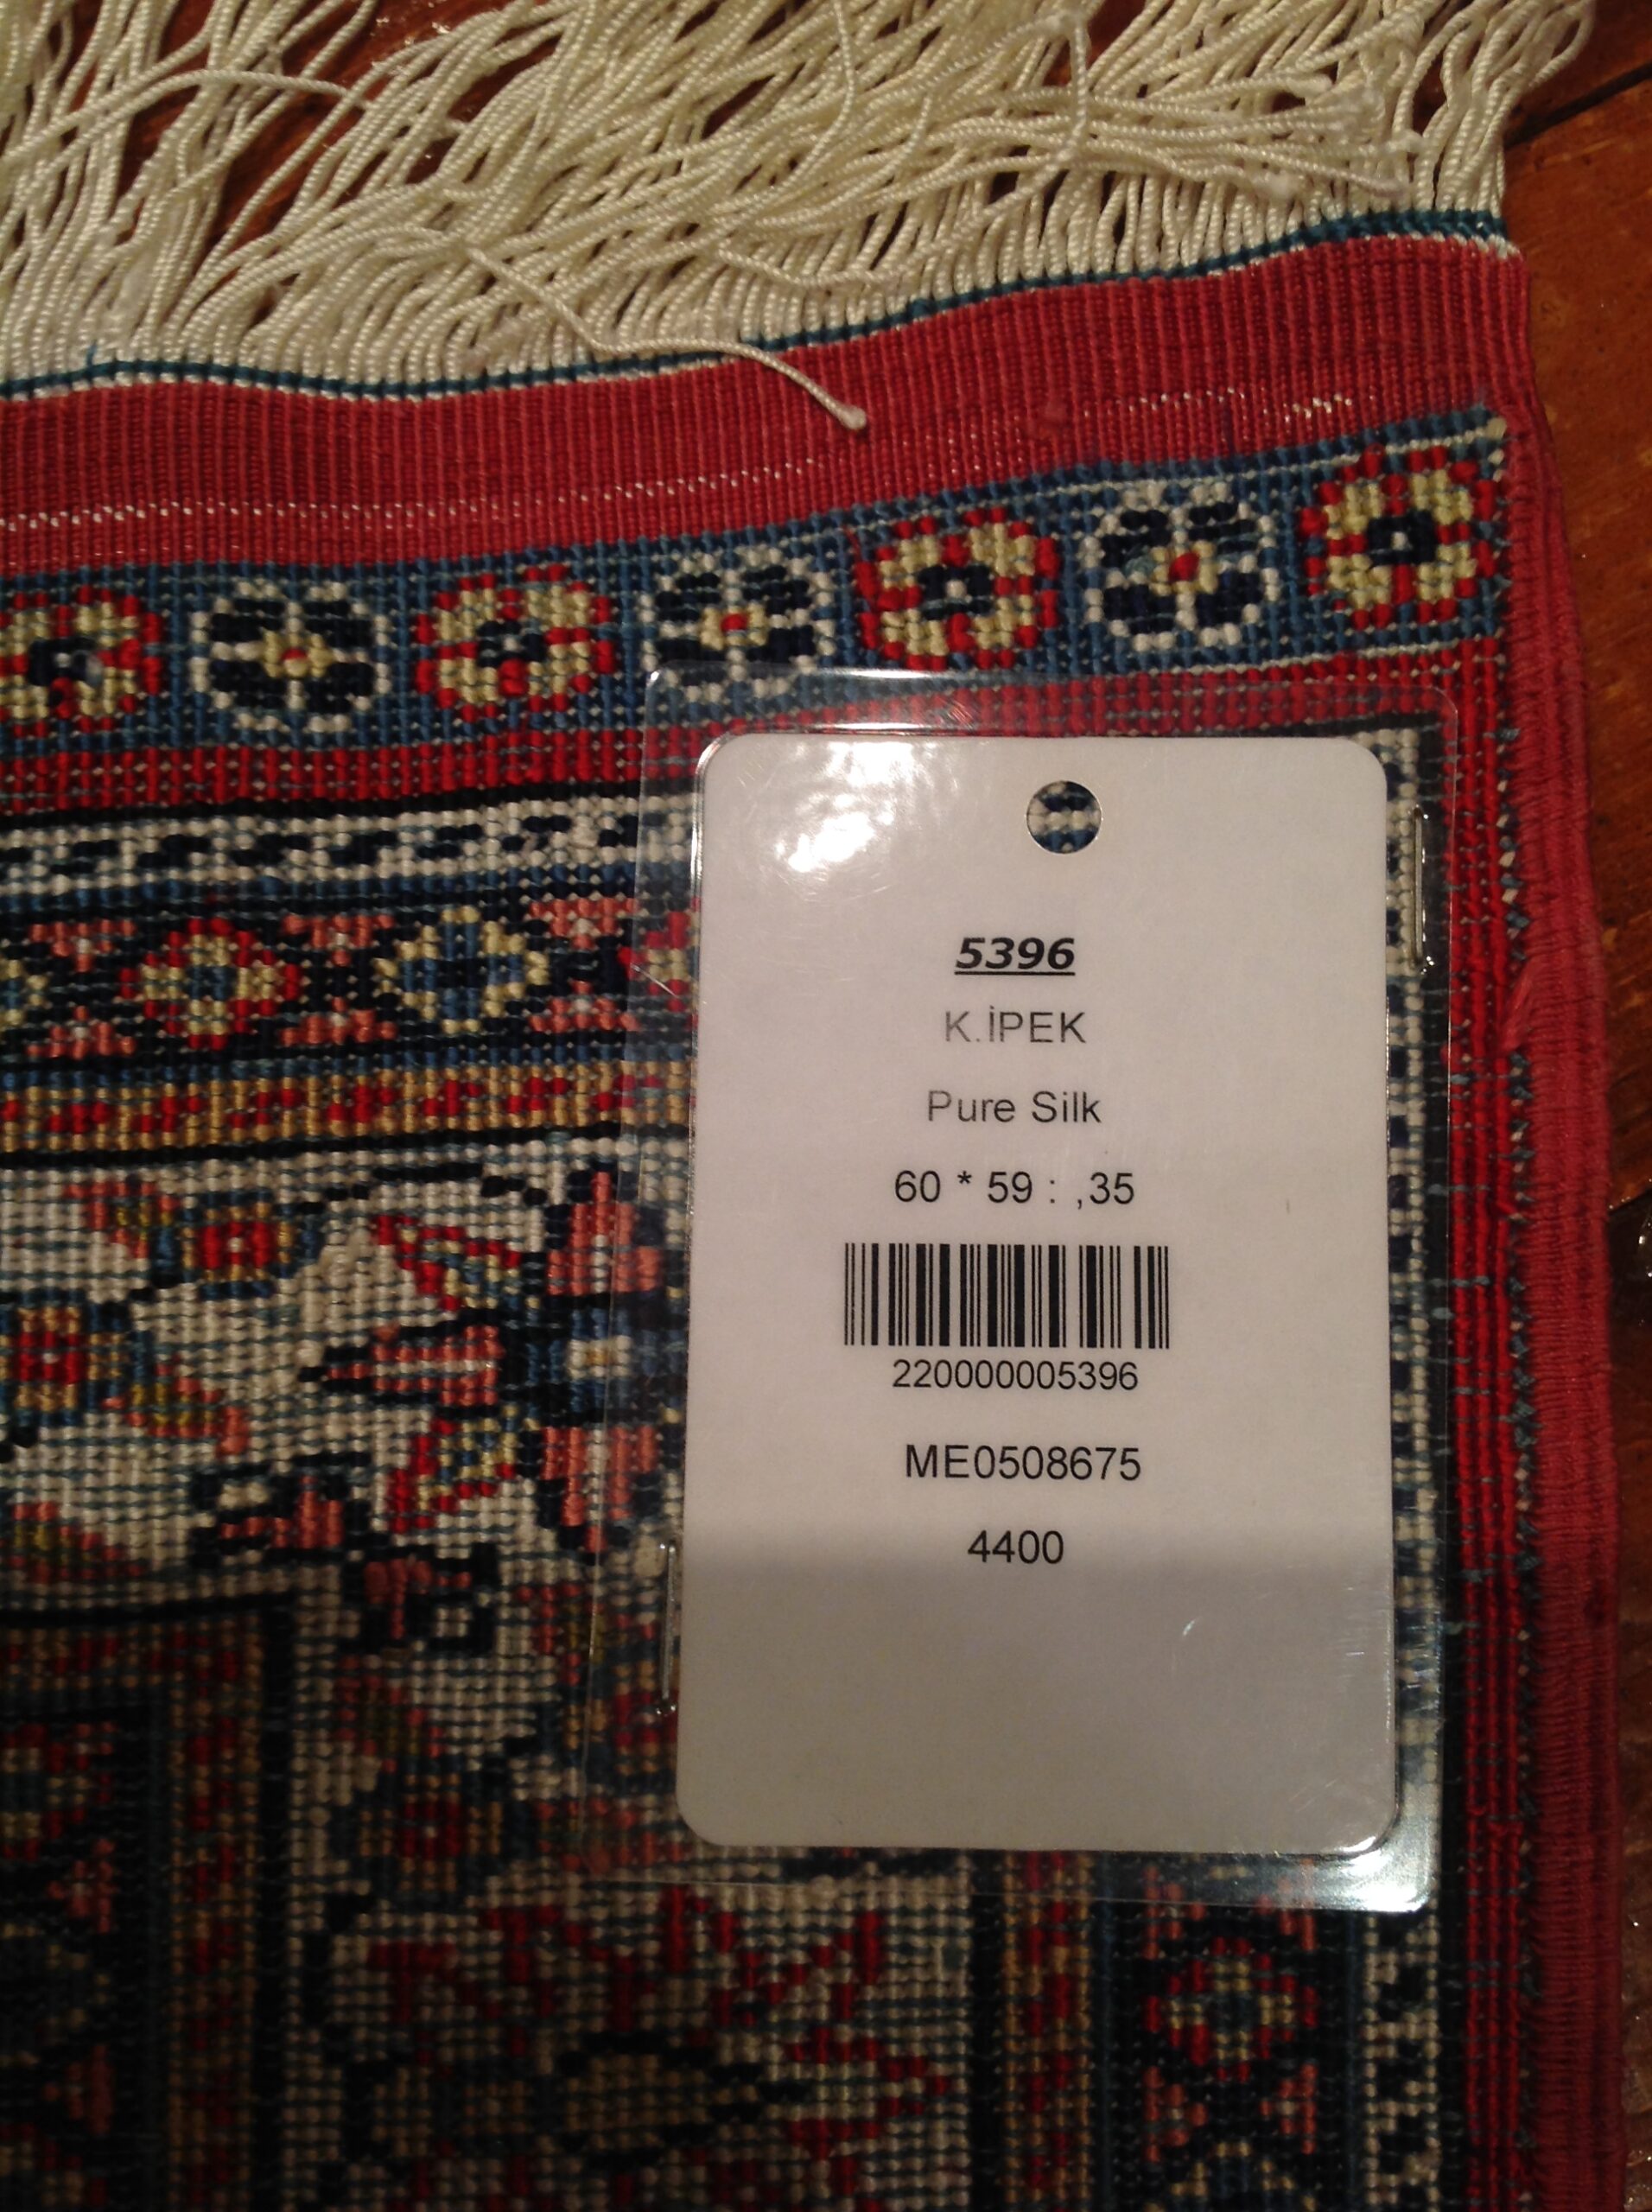 5396
K.İPEK
Pure Silk
60 * 59 : ,35
220000005396
ME0508675
4400